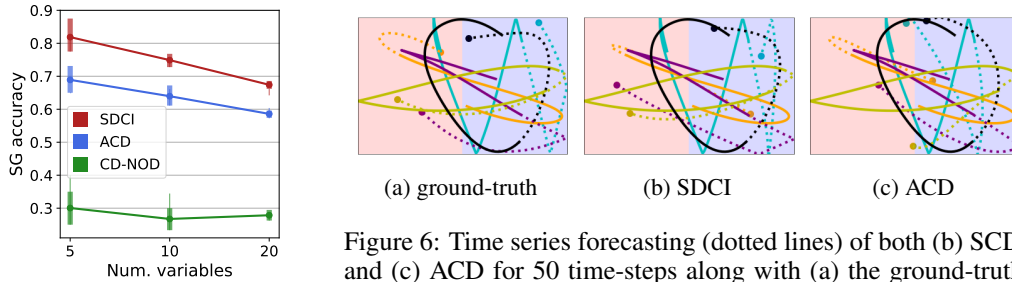 0.9
0.8
0.7
0.6
0.5
0.4
0.3
SG accuracy
SDCI
ACD
CD-NOD
5
10
20
Num. variables
(a) ground-truth
(b) SDCI
(c) ACD
Figure 6: Time series forecasting (dotted lines) of both (b) SCD
and (c) ACD for 50 time-steps along with (a) the ground-truth